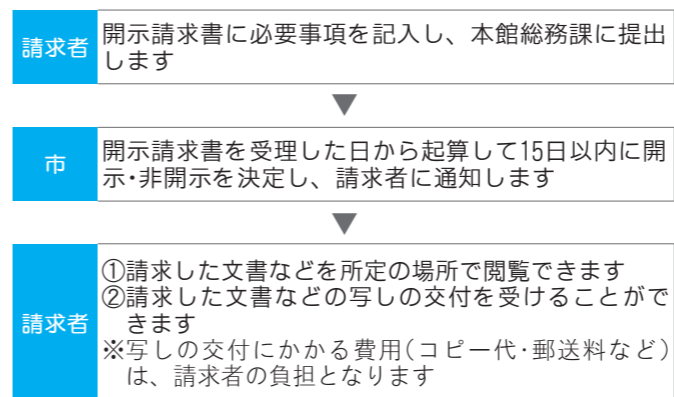 請求者
開示請求書に必要事項を記入し、本館総務課に提出
します
▼
市
開示請求書を受理した日から起算して15日以内に開
示・非開示を決定し、請求者に通知します
▼
請求者
①請求した文書などを所定の場所で閲覧できます
②請求した文書などの写しの交付を受けることがで
きます
※写しの交付にかかる費用(コピー代・郵送料など)
は、請求者の負担となります